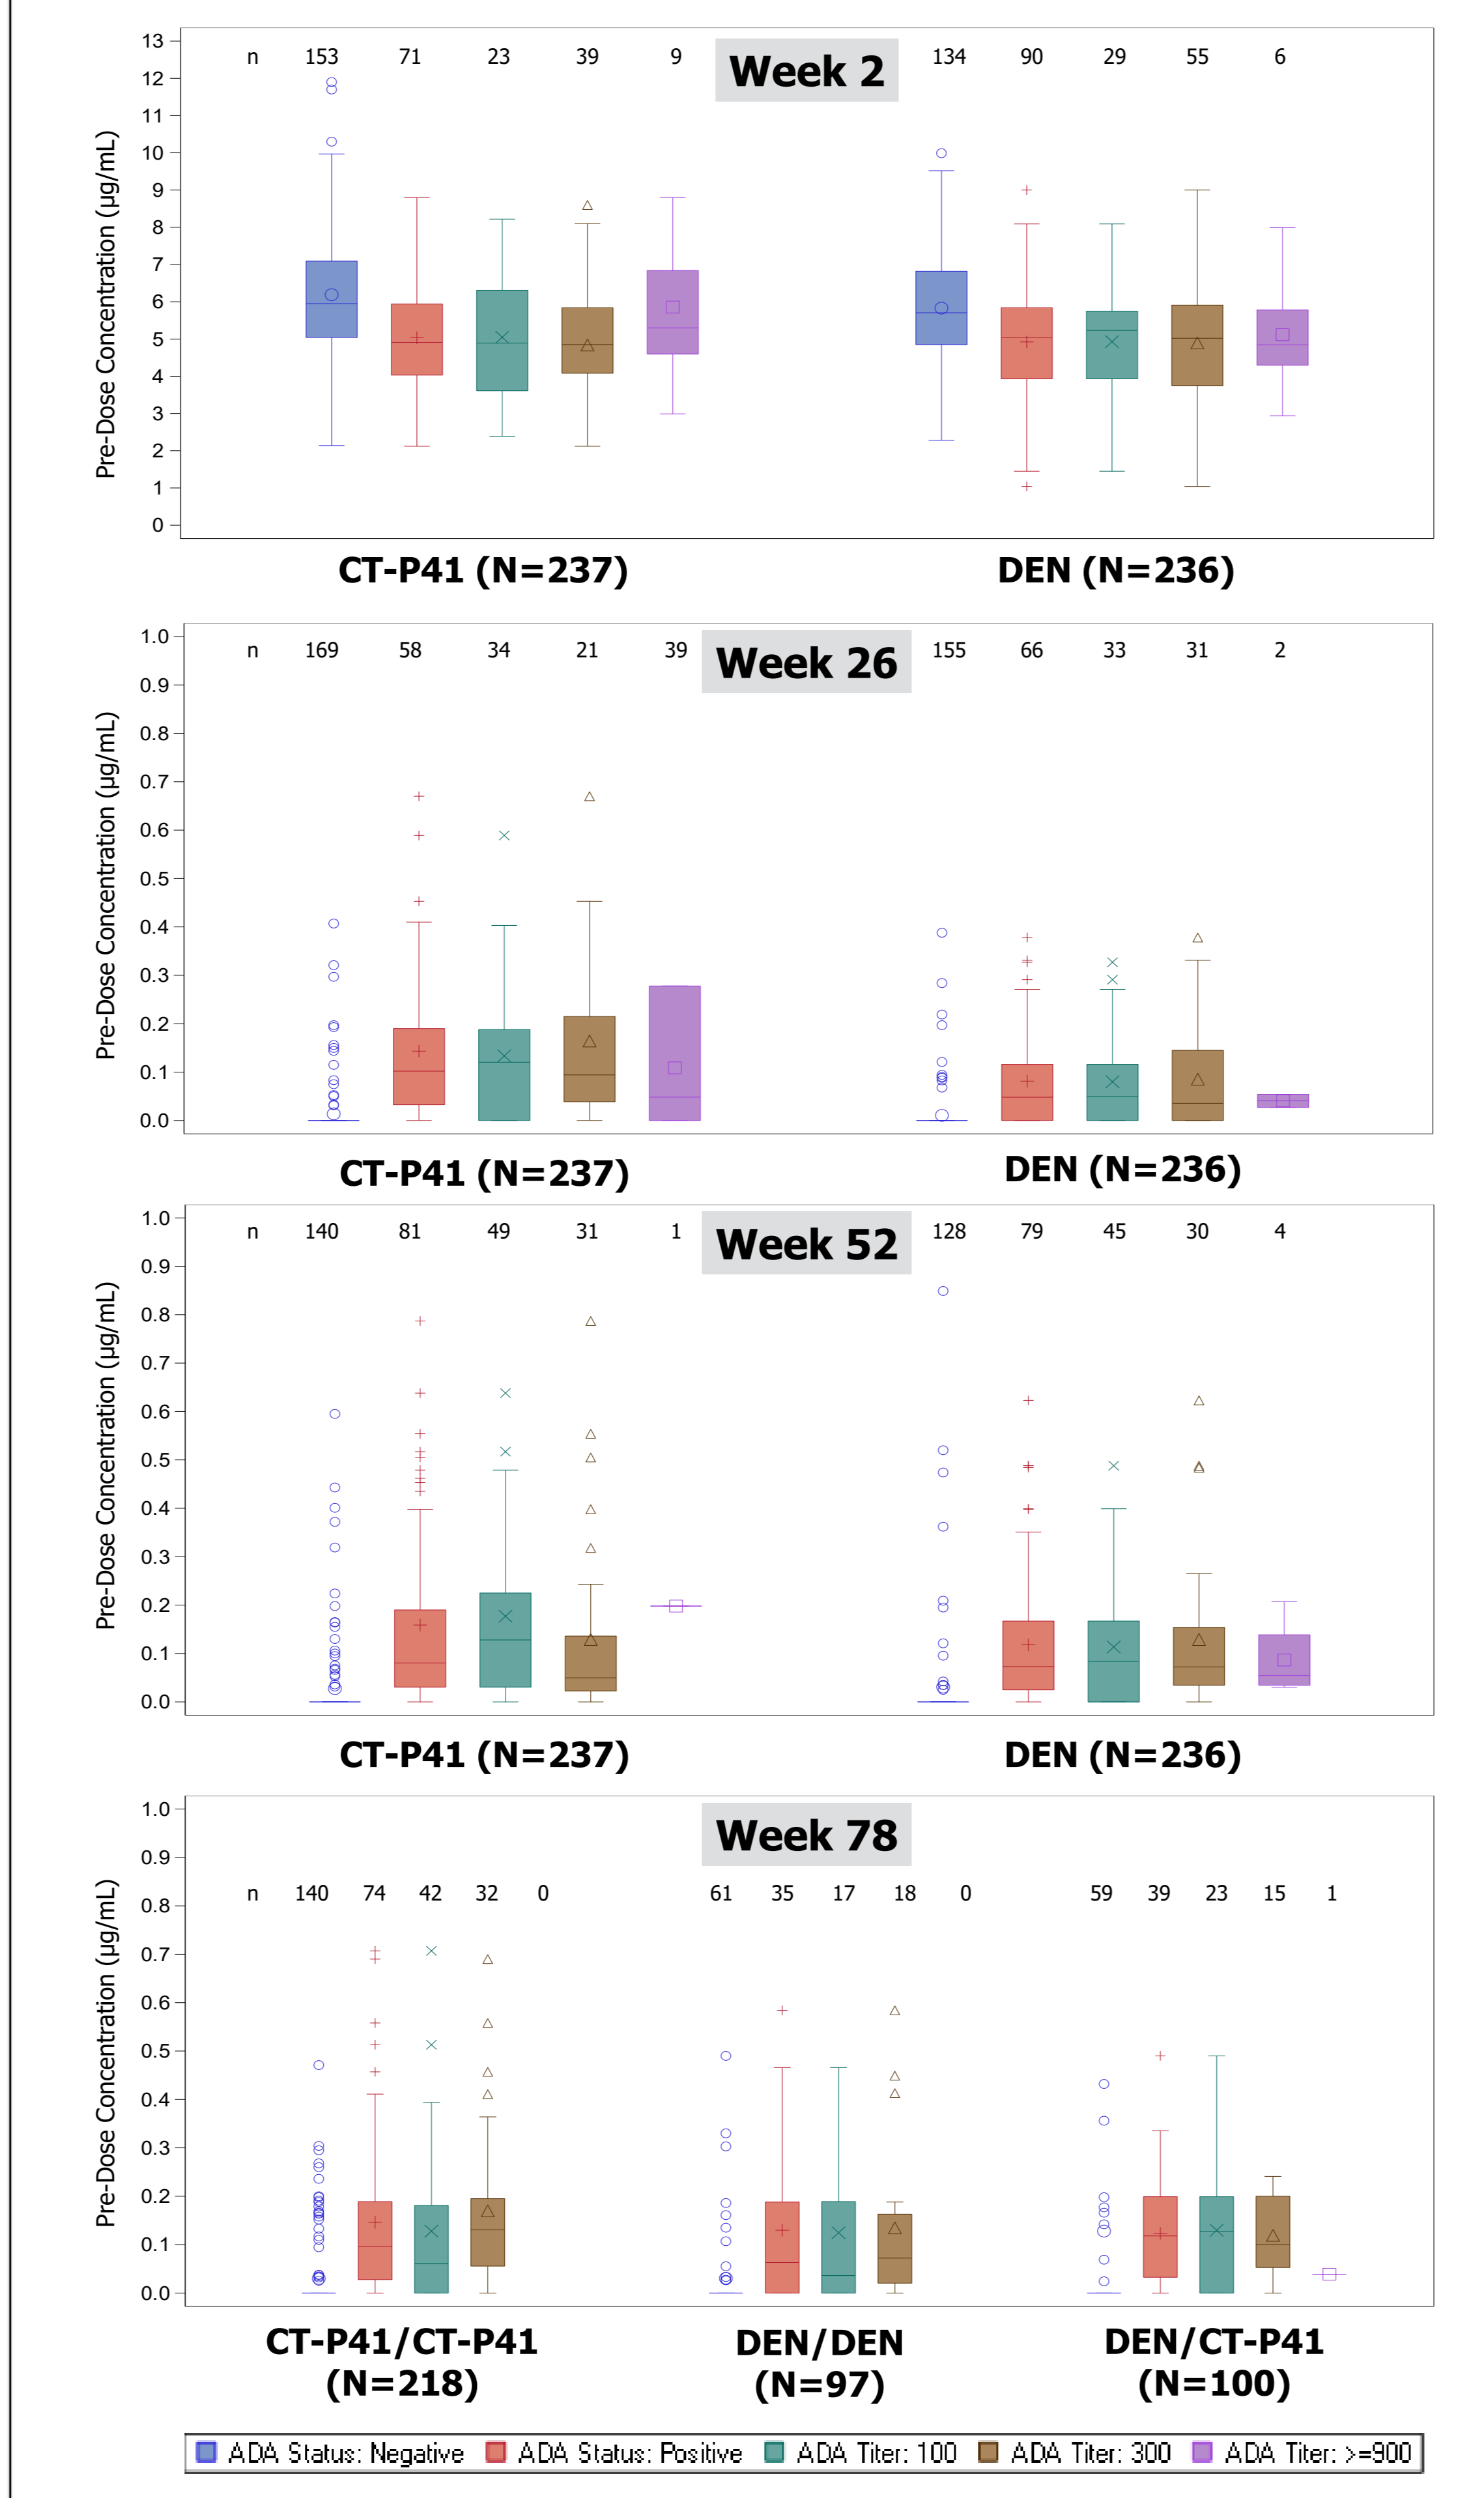 13
12
11
10
9
8
7
6
5
4
3
2
1
0
Pre-Dose Concentration (µg/mL)
n 153 71 23 39 9
Week 2
134 90 29 55 6
CT-P41 (N=237)
DEN (N=236)
1.0
0.9
0.8
0.7
0.6
0.5
0.4
0.3
0.2
0.1
0.0
Pre-Dose Concentration (µg/mL)
n 169 58 34 21 39
Week 26
155 66 33 31 2
CT-P41 (N=237)
DEN (N=236)
1.0
0.9
0.8
0.7
0.6
0.5
0.4
0.3
0.2
0.1
0.0
Pre-Dose Concentration (µg/mL)
n 140 81 49 31 1
Week 52
128 79 45 30 4
CT-P41 (N=237)
DEN (N=236)
1.0
0.9
0.8
0.7
0.6
0.5
0.4
0.3
0.2
0.1
0.0
Pre-Dose Concentration (µg/mL)
Week 78
n 140 74 42 32 0
61 35 17 18 0
59 39 23 15 1
CT-P41/CT-P41
(N=218)
DEN/DEN
(N=97)
DEN/CT-P41
(N=100)
ADA Status: Negative
ADA Status: Positive
ADA Titer: 100
ADA Titer: 300
ADA Titer: >=900